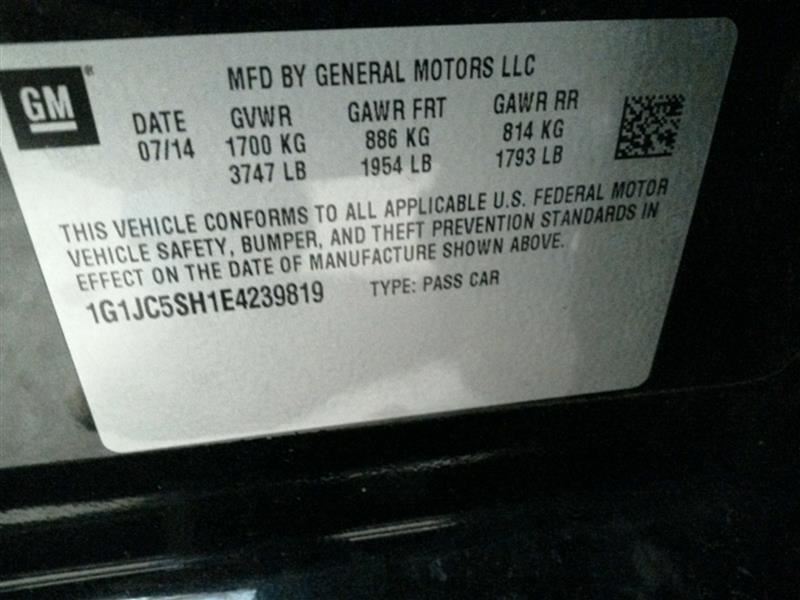 GM
MFD BY GENERAL MOTORS LLC
DATE GVWR GAWR FRT GAWR RR
07/14 1700 KG 886 KG 814 KG
3747 LB 1954 LB 1793 LB
THIS VEHICLE CONFORMS TO ALL APPLICABLE U.S. FEDERAL MOTOR
VEHICLE SAFETY, BUMPER, AND THEFT PREVENTION STANDARDS IN
EFFECT ON THE DATE OF MANUFACTURE SHOWN ABOVE.
1G1JC5SH1E4239819 TYPE: PASS CAR